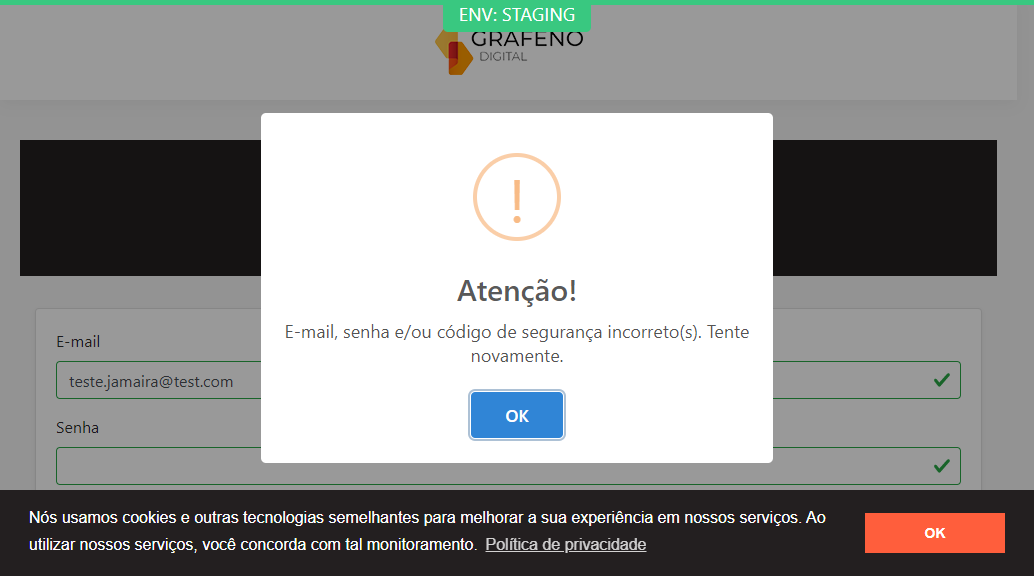 ENV: STAGING
GRAFENO
DIGITAL
!
Atenção!
E-mail, senha e/ou código de segurança incorreto(s). Tente
novamente.
OK
E-mail
teste.jamaira@test.com
Senha
Nós usamos cookies e outras tecnologias semelhantes para melhorar a sua experiência em nossos serviços. Ao
utilizar nossos serviços, você concorda com tal monitoramento. Política de privacidade
OK